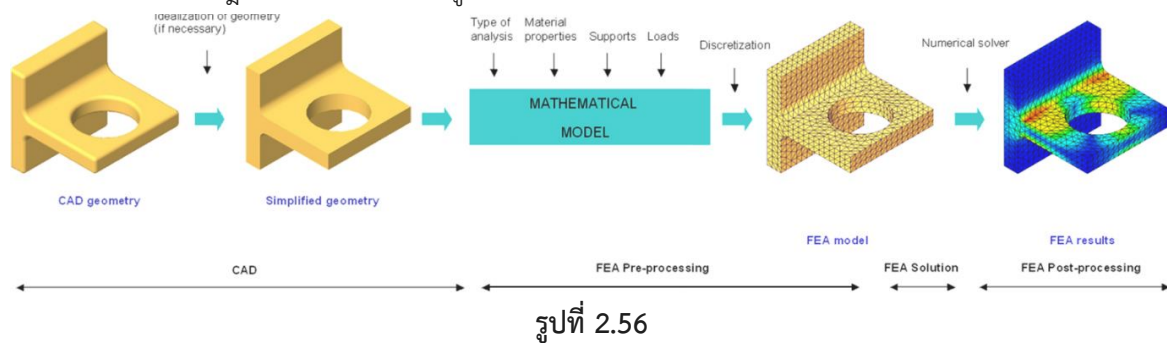 Idealization of geometry
(if necessary)
Type of
analysis
Material
properties
Supports
Loads
Discretization
Numerical solver
MATHEMATICAL
MODEL
CAD geometry
Simplified geometry
FEA model
FEA results
CAD
FEA Pre-processing
FEA Solution
FEA Post-processing
รูปที่ 2.56